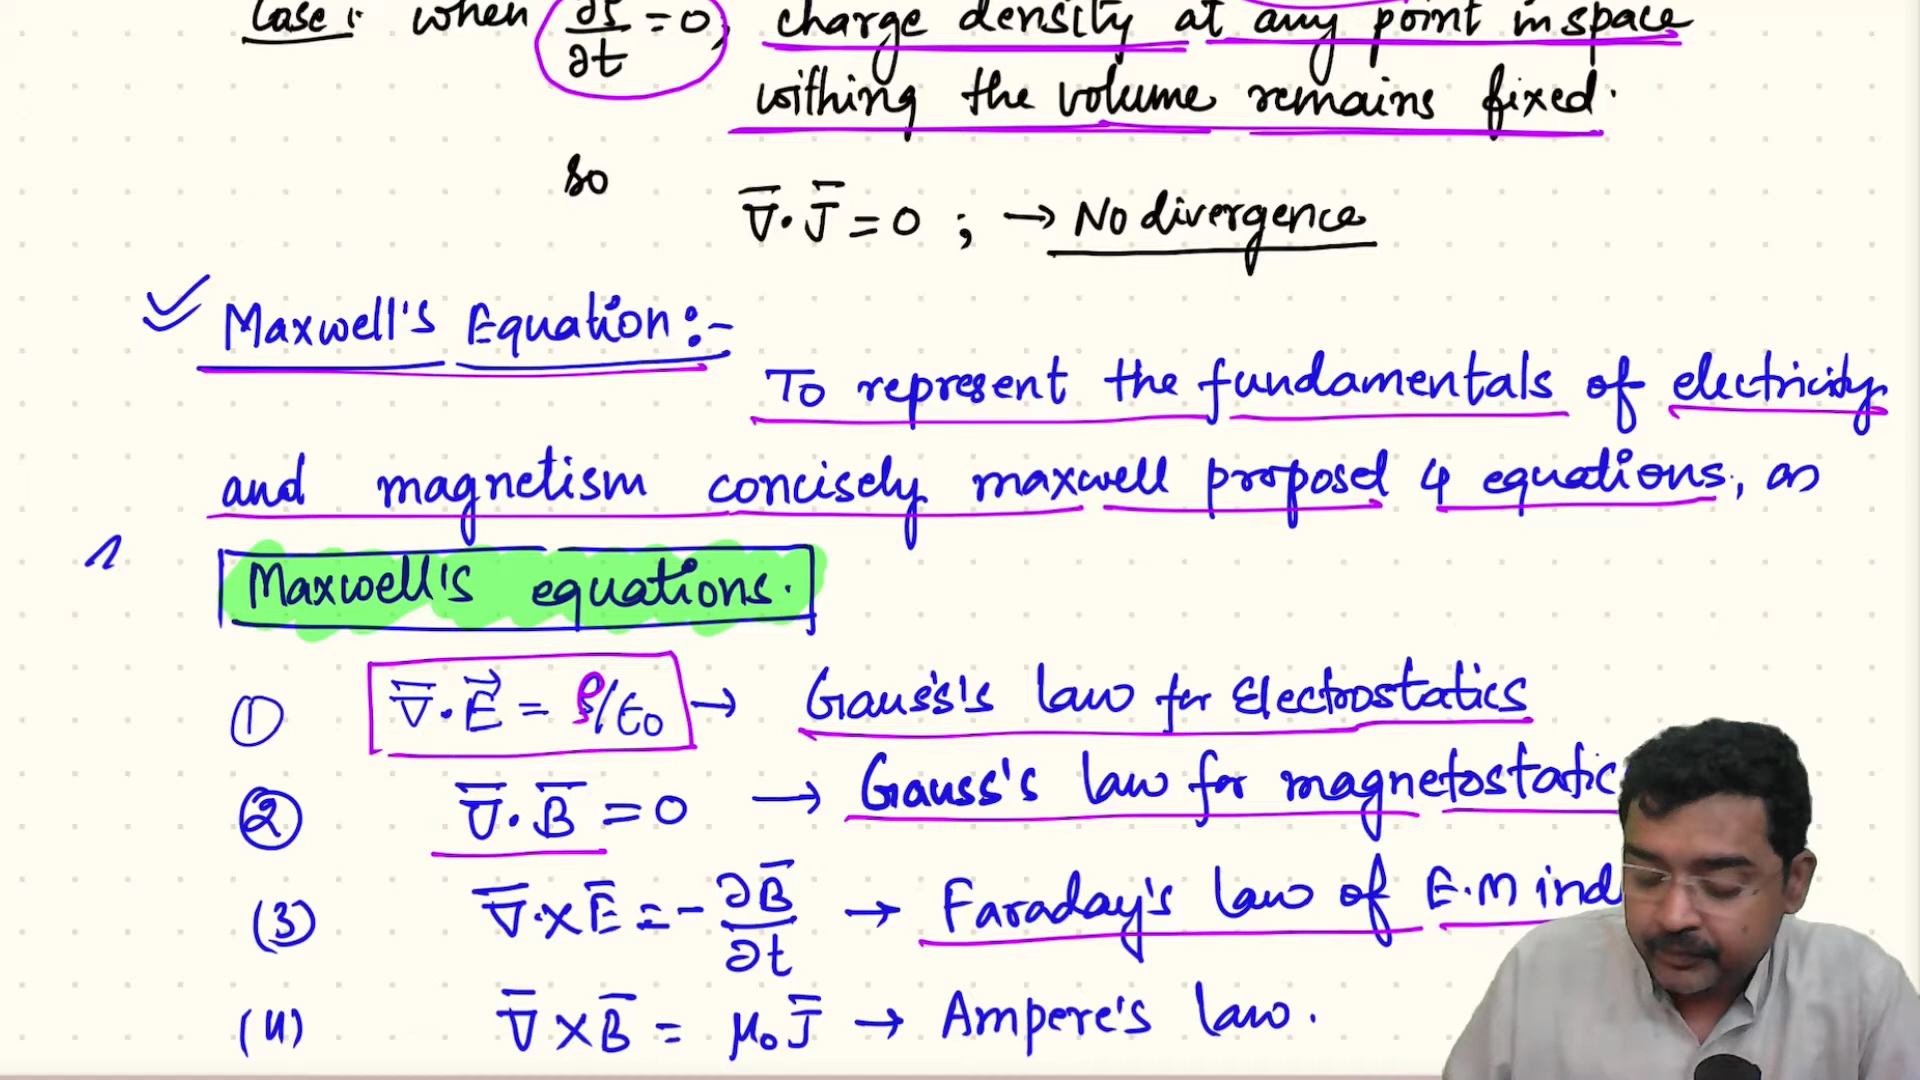 Case : when ∂ρ/∂t = 0, charge density at any point in space
withing the volume remains fixed.
so ∇̄·J̄ = 0 ; → No divergence
Maxwell's Equation :-
To represent the fundamentals of electricity
and magnetism concisely maxwell proposed 4 equations, as
Maxwell's equations.
① ∇̄·E⃗ = ρ/ϵ₀ → Gauss's law for Electrostatics
② ∇̄·B̄ = 0 → Gauss's law for magnetostatic
(3) ∇̄×Ē = - ∂B̄/∂t → Faraday's law of E.M ind
(4) ∇̄×B̄ = μ₀J̄ → Ampere's law.